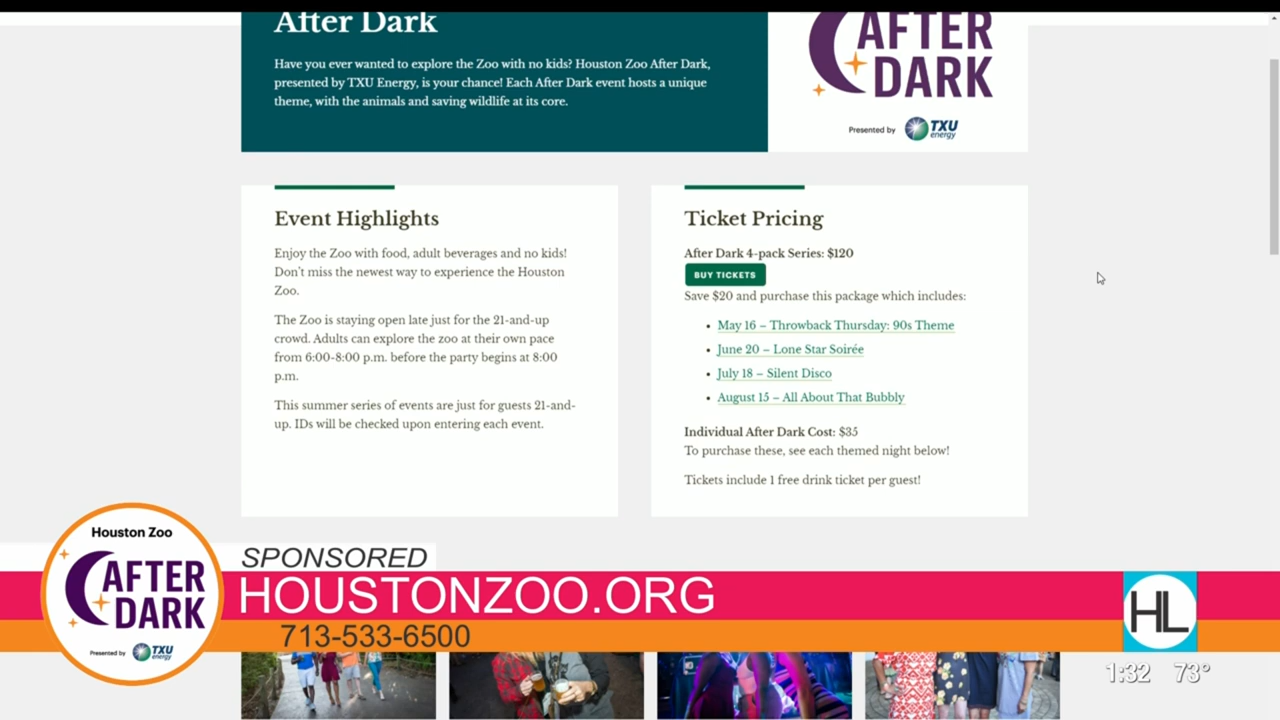 After Dark
Have you ever wanted to explore the Zoo with no kids? Houston Zoo After Dark,
presented by TXU Energy, is your chance! Each After Dark event hosts a unique
theme, with the animals and saving wildlife at its core.
AFTER
DARK
Presented by TXU
energy
Event Highlights
Enjoy the Zoo with food, adult beverages and no kids!
Don't miss the newest way to experience the Houston
Zoo.
The Zoo is staying open late just for the 21-and-up
crowd. Adults can explore the zoo at their own pace
from 6:00-8:00 p.m. before the party begins at 8:00
p.m.
This summer series of events are just for guests 21-and-
up. IDs will be checked upon entering each event.
Ticket Pricing
After Dark 4-pack Series: $120
BUY TICKETS
Save $20 and purchase this package which includes:
• May 16 – Throwback Thursday: 90s Theme
• June 20 – Lone Star Soirée
• July 18 – Silent Disco
• August 15 – All About That Bubbly
Individual After Dark Cost: $35
To purchase these, see each themed night below!
Tickets include 1 free drink ticket per guest!
Houston Zoo
AFTER
DARK
Presented by TXU
energy
SPONSORED
HOUSTONZOO.ORG
713-533-6500
HL
1:32 73°